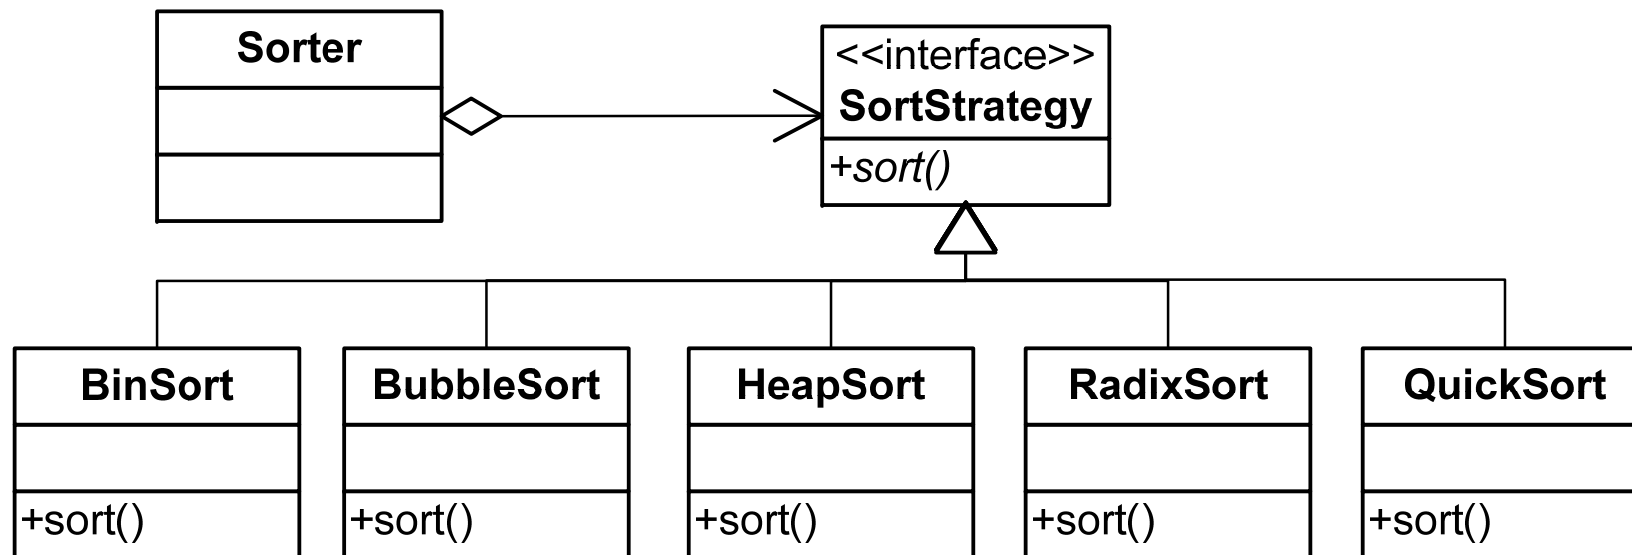 Sorter
<<interface>>
SortStrategy
+sort()
BinSort
BubbleSort
HeapSort
RadixSort
QuickSort
+sort()
+sort()
+sort()
+sort()
+sort()